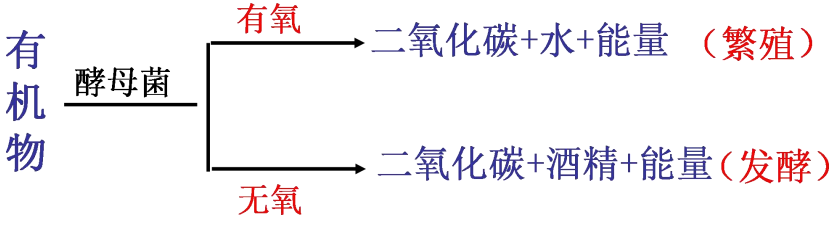 有机物
酵母菌
有氧
二氧化碳+水+能量（繁殖）
无氧
二氧化碳+酒精+能量（发酵）